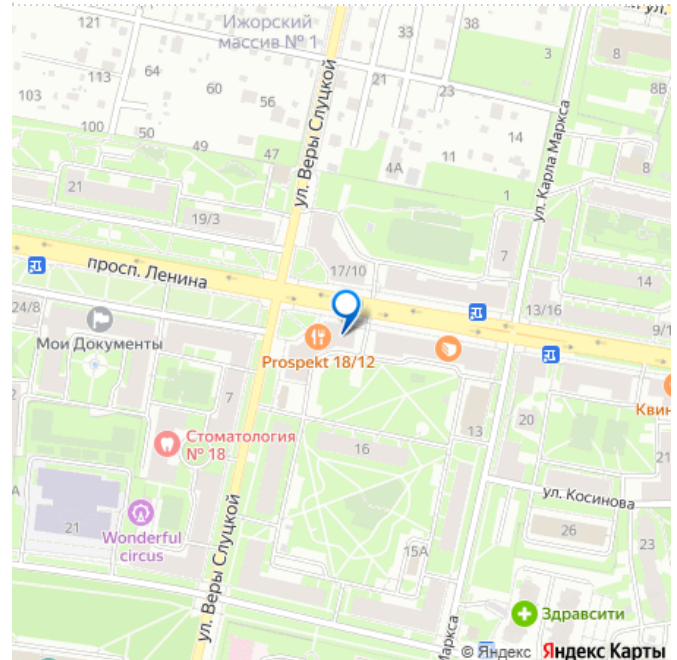 121
Ижорский
массив № 1
33
38
ул.
3
8
113
64
60
56
103
21
23
8В
100
50
49
47
14
ул. Веры Слуцкой
ул. Карла Маркса
4А
11
8
21
1
19/3
7
17/10
14
просп. Ленина
24/8
13/16
9/1
Мои Документы
Prospekt 18/12
7
Квин
20
13
Стоматология
№ 18
16
21
ул. Косинова
А
21
Wonderful
circus
26
23
15А
ул. Веры Слуцкой
Здравсити
Маркса
© Яндекс Яндекс Карты